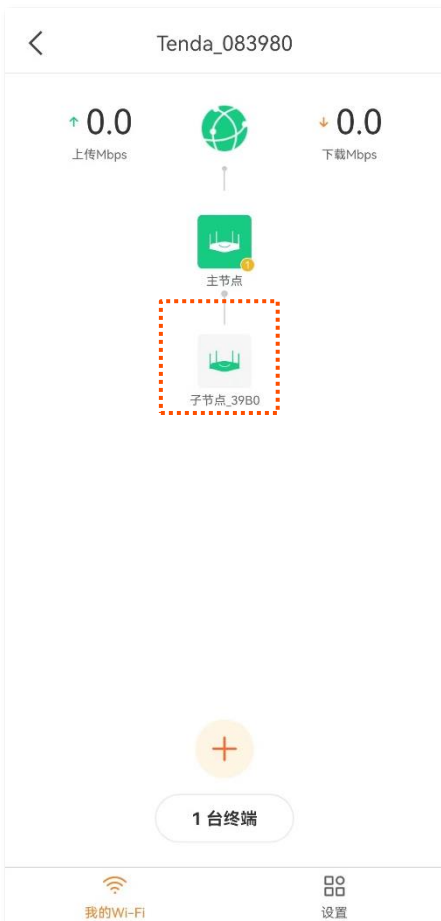 Tenda_083980
↑ 0.0
上传Mbps
↓ 0.0
下载Mbps
1
主节点
子节点_39B0
1 台终端
我的Wi-Fi
设置